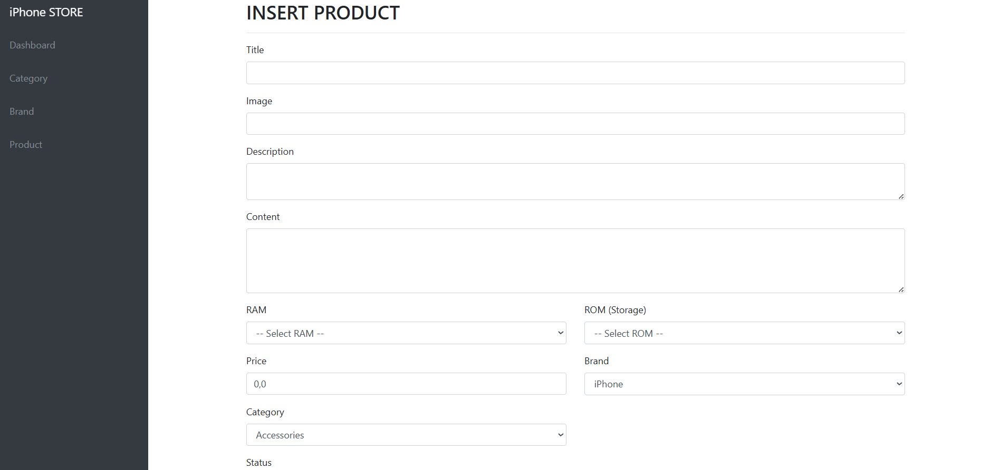 iPhone STORE
Dashboard
Category
Brand
Product
INSERT PRODUCT
Title
Image
Description
Content
RAM
ROM (Storage)
-- Select RAM --
-- Select ROM --
Price
Brand
0,0
iPhone
Category
Accessories
Status